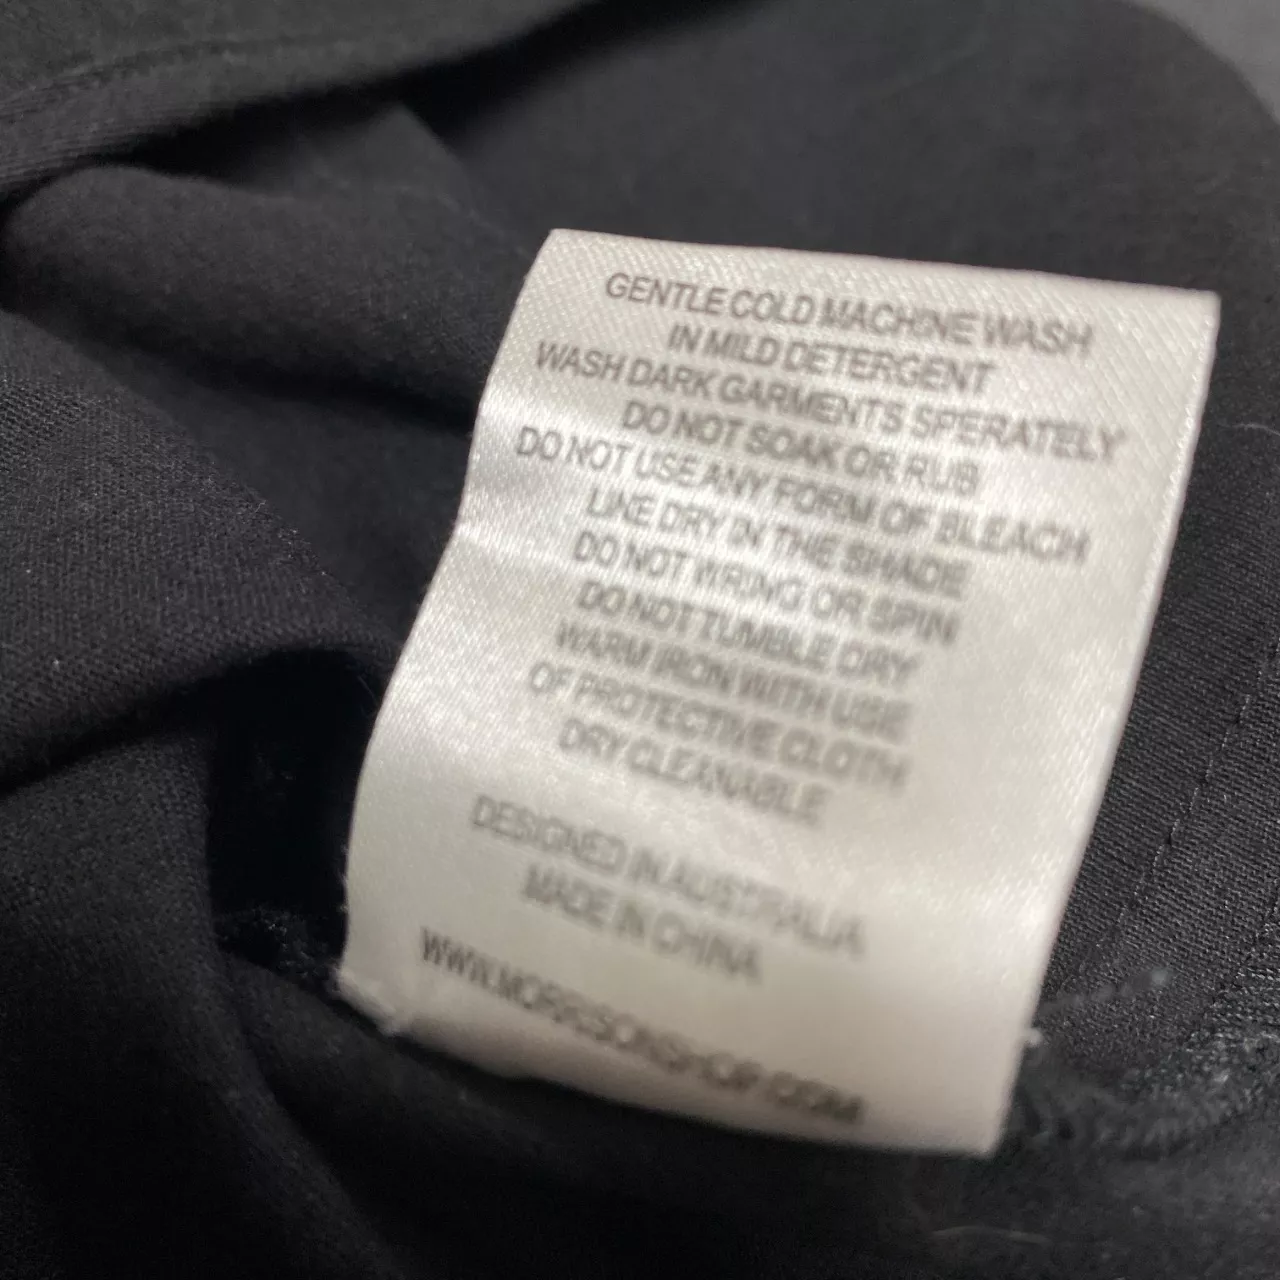 GENTLE COLD MACHINE WASH
IN MILD DETERGENT
WASH DARK GARMENTS SPERATELY
DO NOT SOAK OR RUB
DO NOT USE ANY FORM OF BLEACH
LINE DRY IN THE SHADE
DO NOT WRING OR SPIN
DO NOT TUMBLE DRY
WARM IRON WITH USE
OF PROTECTIVE CLOTH
DRY CLEANABLE
DESIGNED IN AUSTRALIA
MADE IN CHINA
WWW.MORRISONSHOP.COM